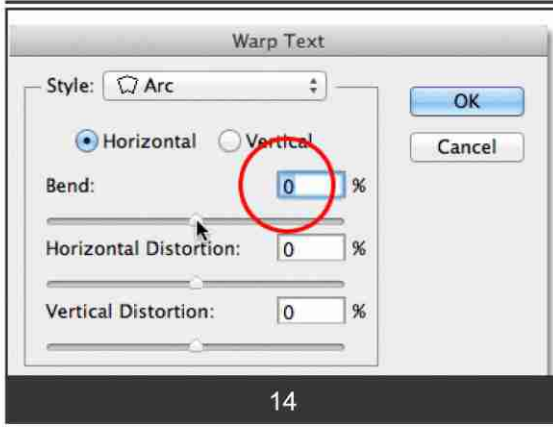 Warp Text
Style: Arc
OK
Horizontal Vertical
Cancel
Bend: 0 %
Horizontal Distortion: 0 %
Vertical Distortion: 0 %
14